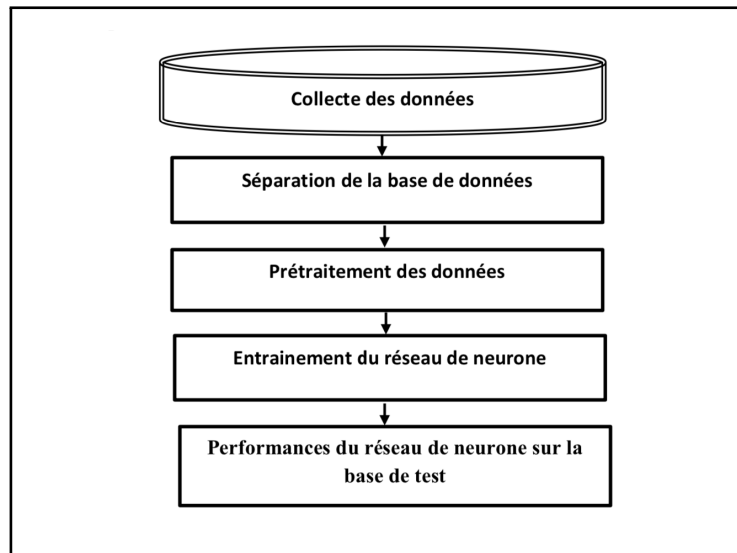 Collecte des données
Séparation de la base de données
Prétraitement des données
Entrainement du réseau de neurone
Performances du réseau de neurone sur la
base de test